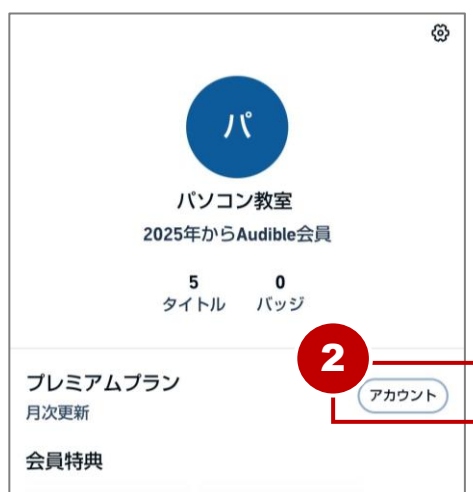 パ
パソコン教室
2025年からAudible会員
5 0
タイトル バッジ
2
プレミアムプラン
アカウント
月次更新
会員特典